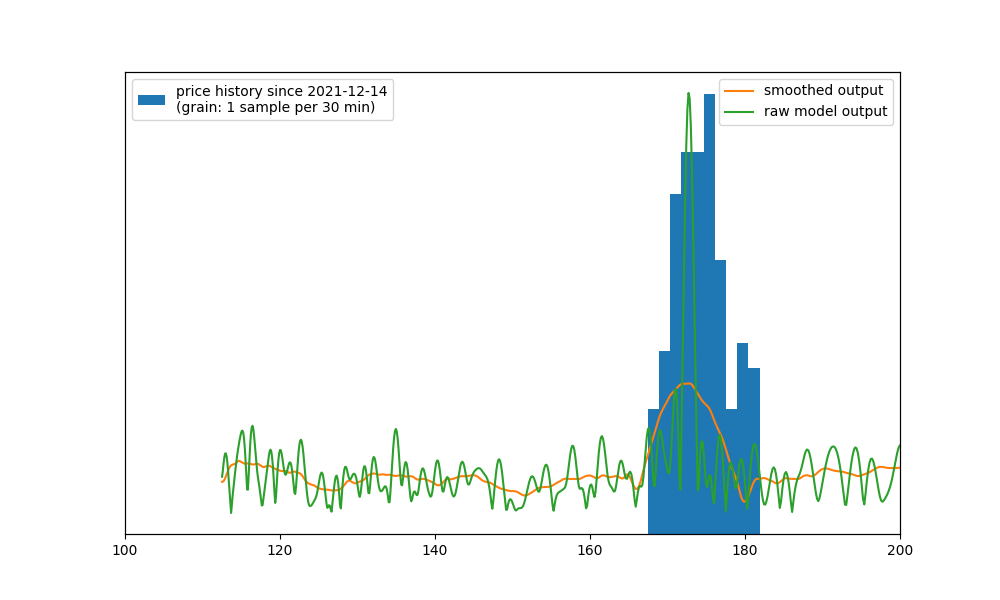 price history since 2021-12-14
(grain: 1 sample per 30 min)
smoothed output
raw model output
100
120
140
160
180
200